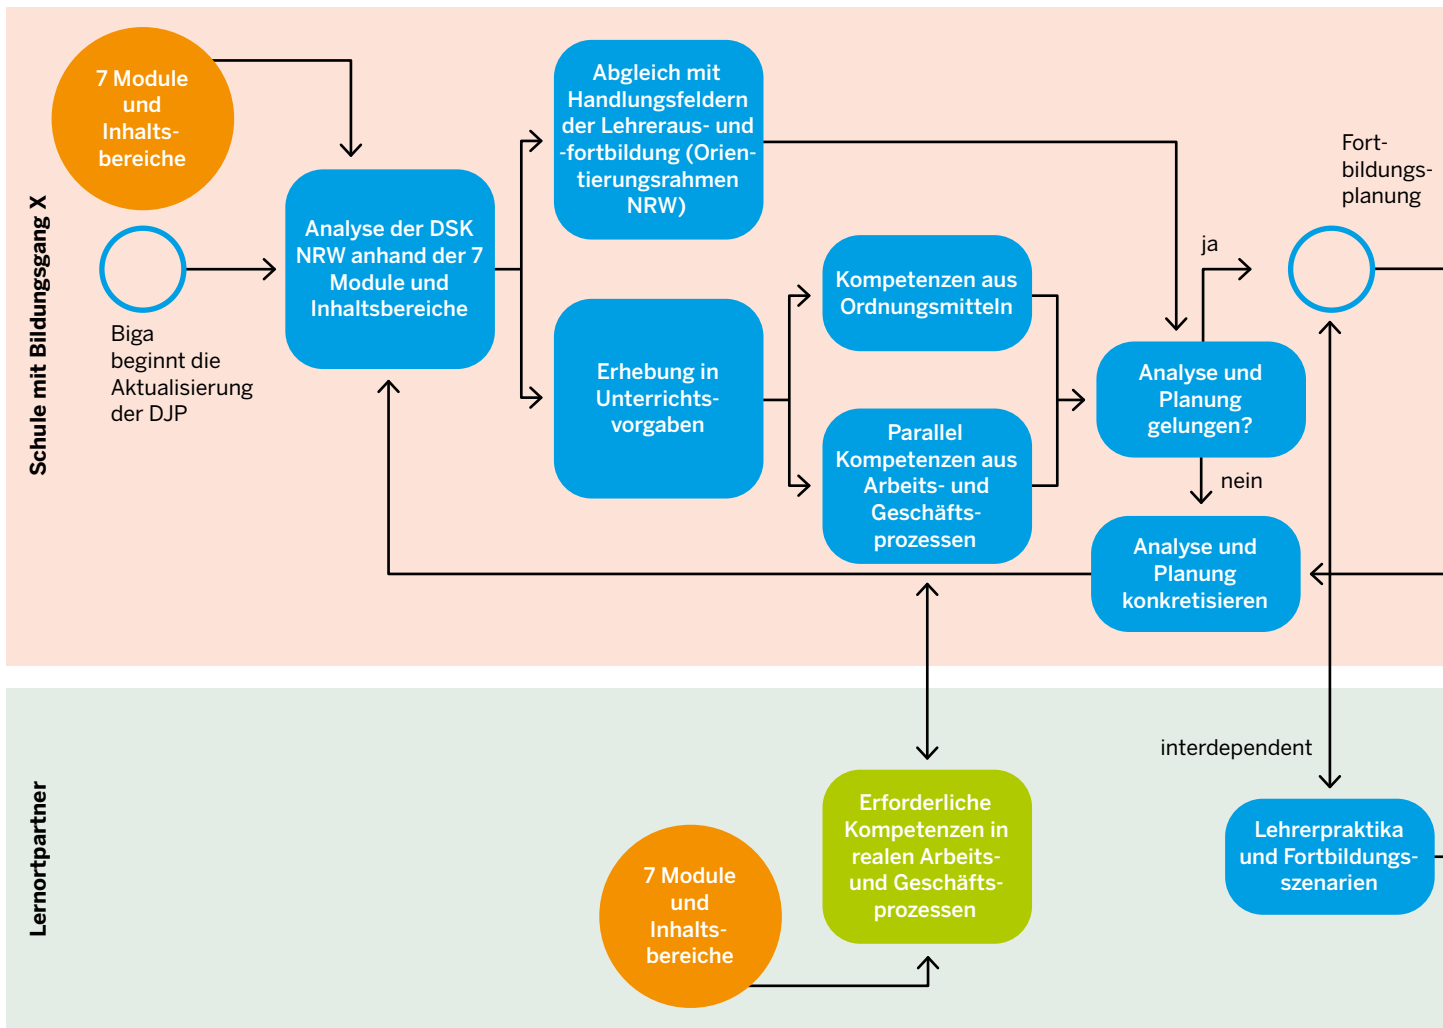 Schule mit Bildungsgang X
7 Module
und
Inhalts-
bereiche
Biga
beginnt die
Aktualisierung
der DJP
Analyse der DSK
NRW anhand der 7
Module und
Inhaltsbereiche
Abgleich mit
Handlungsfeldern
der Lehreraus- und
-fortbildung (Orien-
tierungsrahmen
NRW)
Erhebung in
Unterrichts-
vorgaben
Kompetenzen aus
Ordnungsmitteln
Parallel
Kompetenzen aus
Arbeits- und
Geschäfts-
prozessen
Analyse und
Planung
gelungen?
ja
nein
Fort-
bildungs-
planung
Analyse und
Planung
konkretisieren
Lernortpartner
7 Module
und
Inhalts-
bereiche
Erforderliche
Kompetenzen in
realen Arbeits-
und Geschäfts-
prozessen
interdependent
Lehrerpraktika
und Fortbildungs-
szenarien